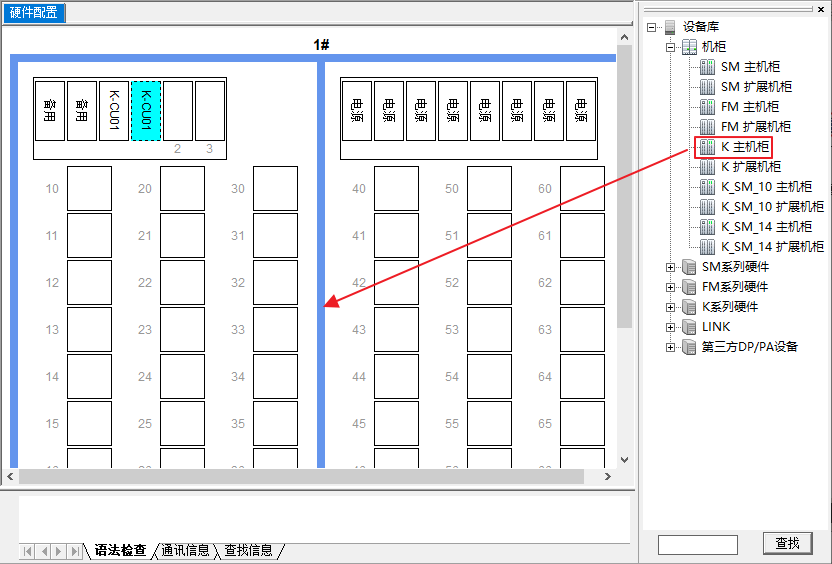 硬件配置
1#
备用 备用 K-CU01 K-CU01
2 3
电源 电源 电源 电源 电源 电源 电源 电源
10 20 30 40 50 60
11 21 31 41 51 61
12 22 32 42 52 62
13 23 33 43 53 63
14 24 34 44 54 64
15 25 35 45 55 65
语法检查 通讯信息 查找信息
设备库
机柜
SM 主机柜
SM 扩展机柜
FM 主机柜
FM 扩展机柜
K 主机柜
K 扩展机柜
K_SM_10 主机柜
K_SM_10 扩展机柜
K_SM_14 主机柜
K_SM_14 扩展机柜
SM系列硬件
FM系列硬件
K系列硬件
LINK
第三方DP/PA设备
查找